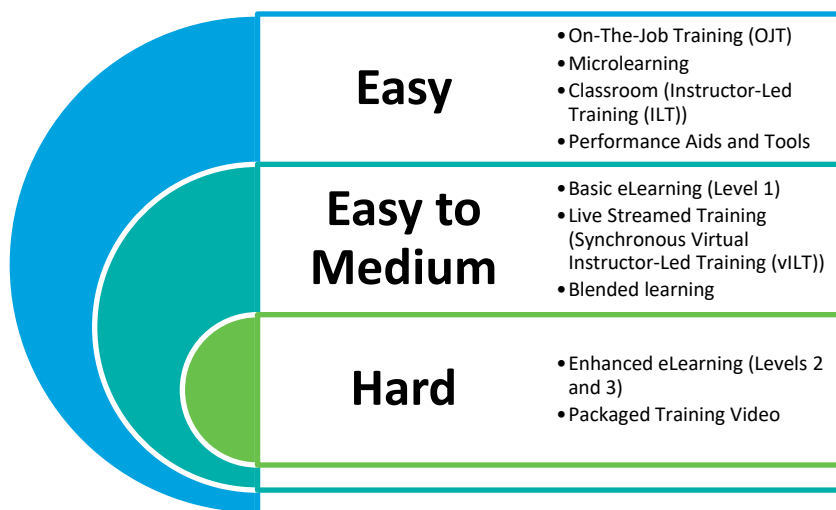 Easy
•On-The-Job Training (OJT)
•Microlearning
•Classroom (Instructor-Led
Training (ILT))
•Performance Aids and Tools
Easy to
Medium
•Basic eLearning (Level 1)
•Live Streamed Training
(Synchronous Virtual
Instructor-Led Training (vILT))
•Blended learning
Hard
•Enhanced eLearning (Levels 2
and 3)
•Packaged Training Video